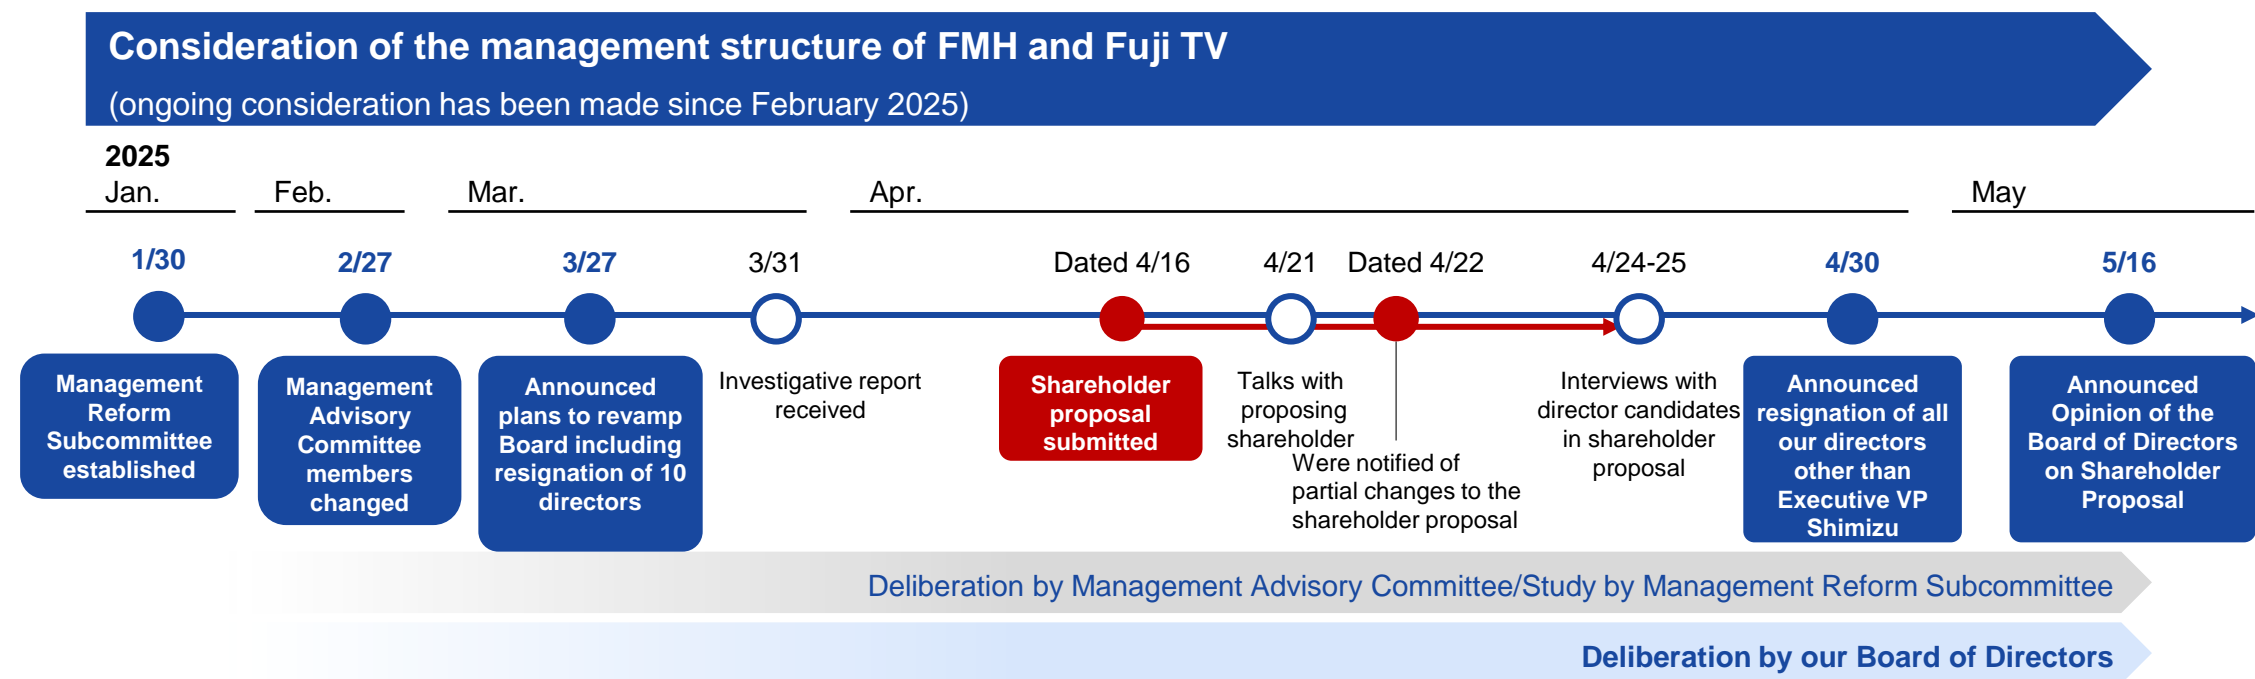 Consideration of the management structure of FMH and Fuji TV
(ongoing consideration has been made since February 2025)
2025
Jan.
Feb.
Mar.
Apr.
May
1/30
2/27
3/27
3/31
Dated 4/16
4/21
Dated 4/22
4/24-25
4/30
5/16
Management
Reform
Subcommittee
established
Management
Advisory
Committee
members
changed
Announced
plans to revamp
Board including
resignation of 10
directors
Investigative report
received
Shareholder
proposal
submitted
Talks with
proposing
shareholder
Were notified of
partial changes to the
shareholder proposal
Interviews with
director candidates
in shareholder
proposal
Announced
resignation of all
our directors
other than
Executive VP
Shimizu
Announced
Opinion of the
Board of Directors
on Shareholder
Proposal
Deliberation by Management Advisory Committee/Study by Management Reform Subcommittee
Deliberation by our Board of Directors